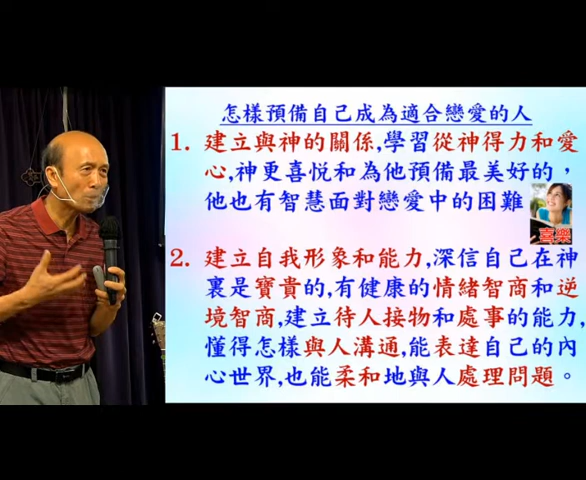 怎樣預備自己成為適合戀愛的人
1. 建立與神的關係,學習從神得力和愛
心,神更喜悅和為他預備最美好的,
他也有智慧面對戀愛中的困難
喜樂
2. 建立自我形象和能力,深信自己在神
裏是寶貴的,有健康的情緒智商和逆
境智商,建立待人接物和處事的能力,
懂得怎樣與人溝通,能表達自己的內
心世界,也能柔和地與人處理問題。